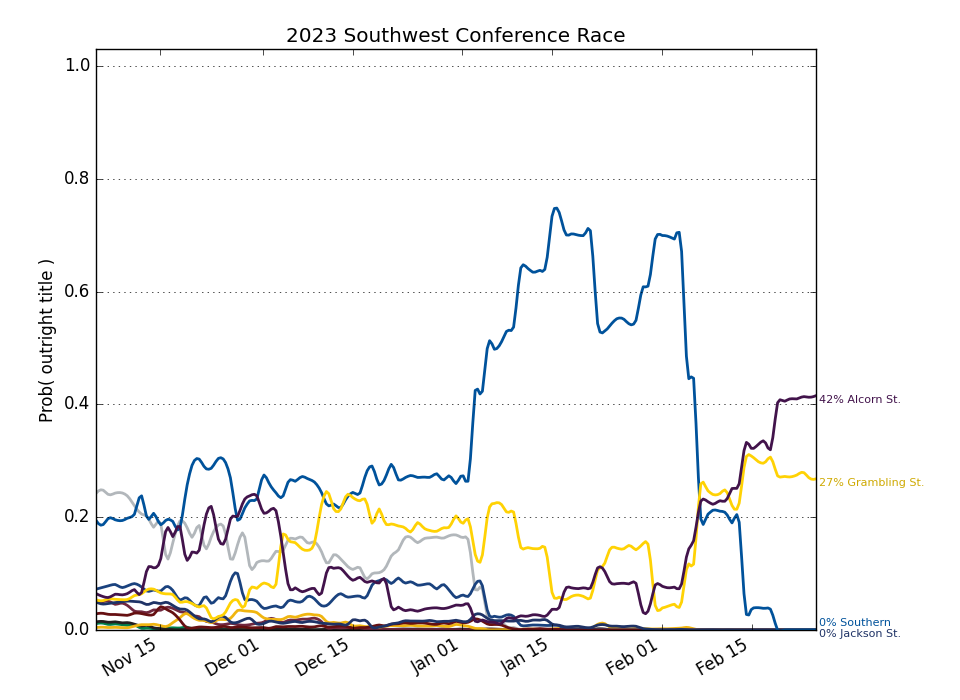 2023 Southwest Conference Race
Prob( outright title )
1.0
0.8
0.6
0.4
0.2
0.0
42% Alcorn St.
27% Grambling St.
0% Southern
0% Jackson St.
Nov 15
Dec 01
Dec 15
Jan 01
Jan 15
Feb 01
Feb 15